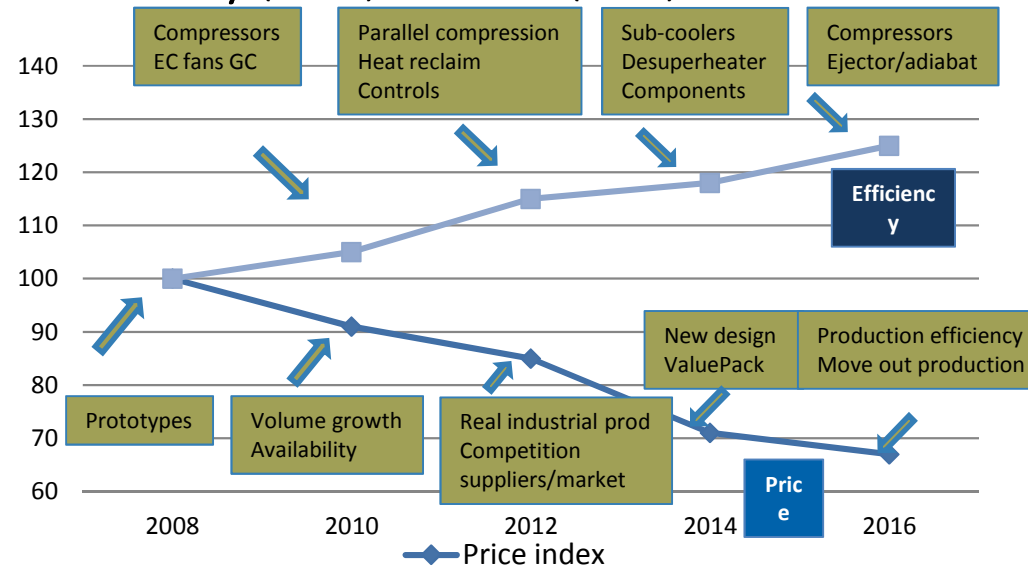 Compressors
EC fans GC
Parallel compression
Heat reclaim
Controls
Sub-coolers
Desuperheater
Components
Compressors
Ejector/adiabat
140
130
120
110
100
90
80
70
60
Efficienc
y
New design
ValuePack
Production efficiency
Move out production
Prototypes
Volume growth
Availability
Real industrial prod
Competition
suppliers/market
Pric
e
2008
2010
2012
2014
2016
Price index